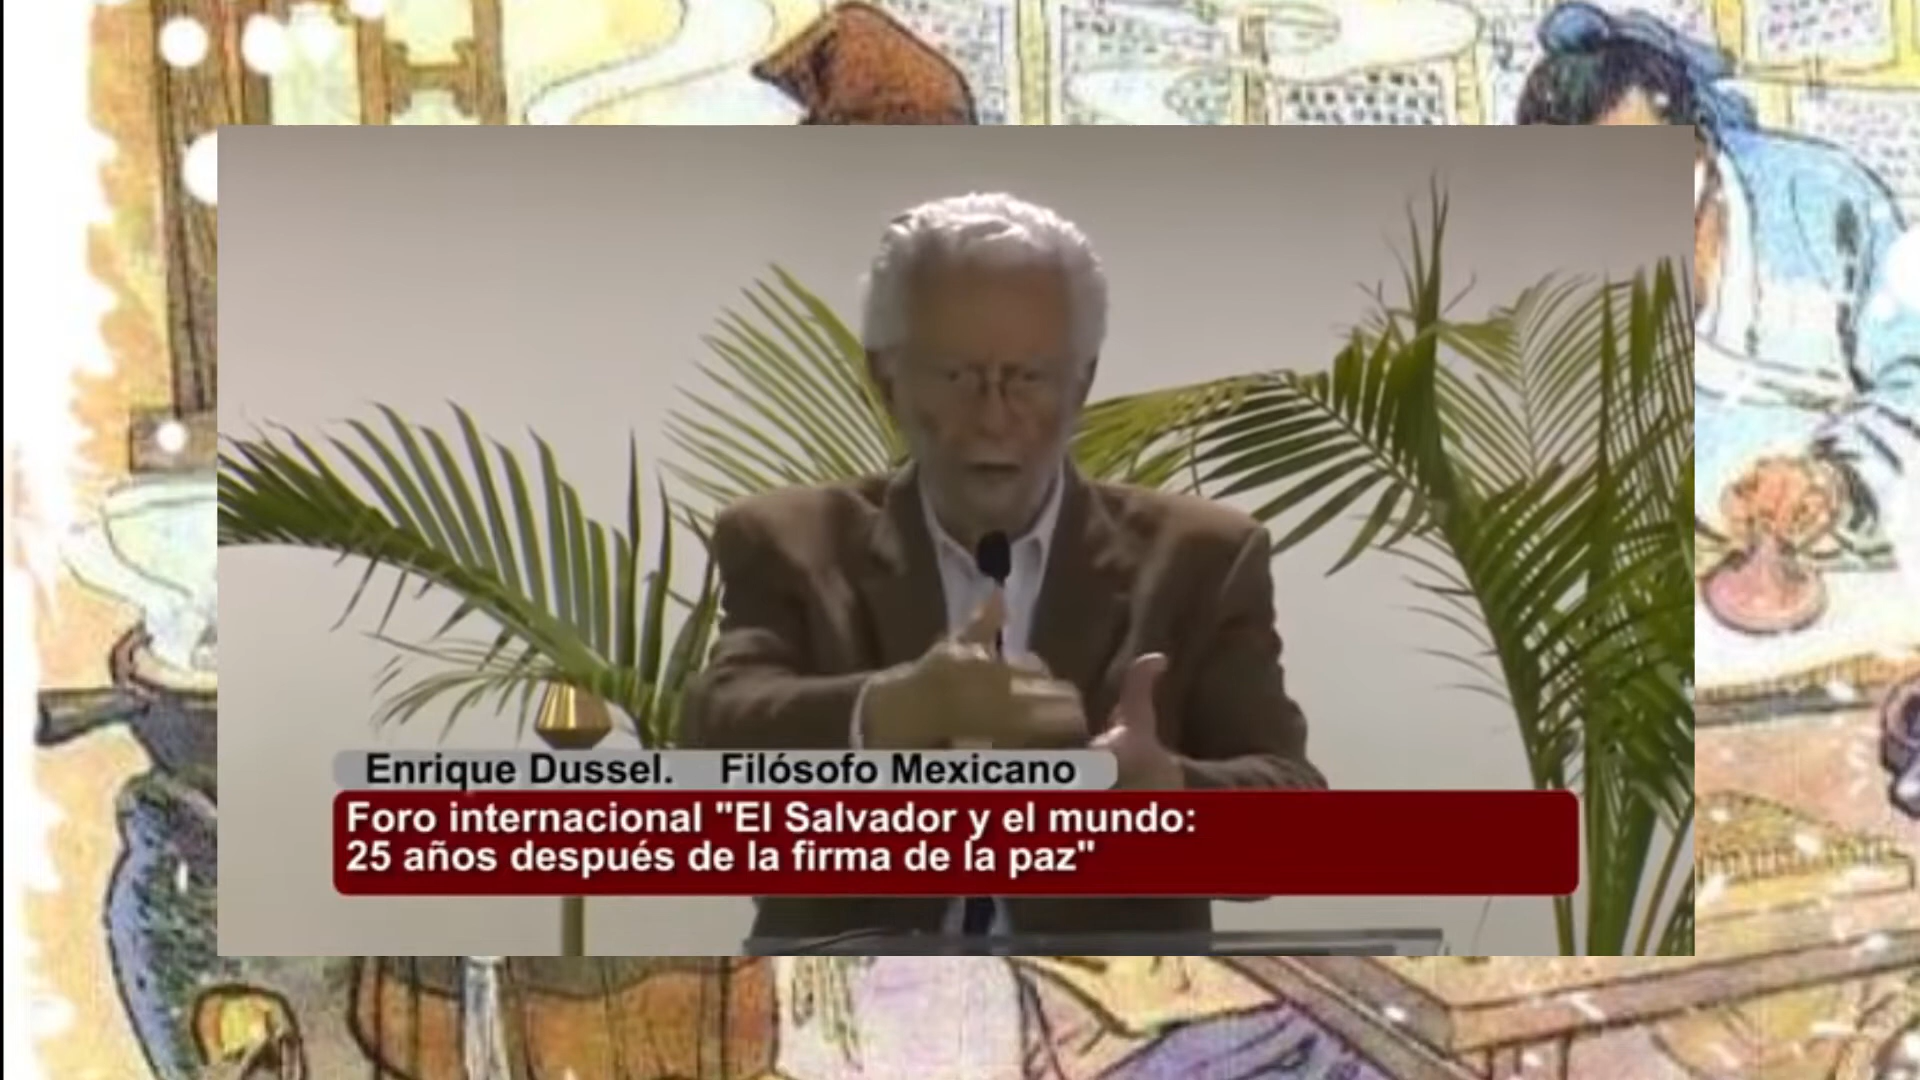 Enrique Dussel. Filósofo Mexicano
Foro internacional "El Salvador y el mundo:
25 años después de la firma de la paz"